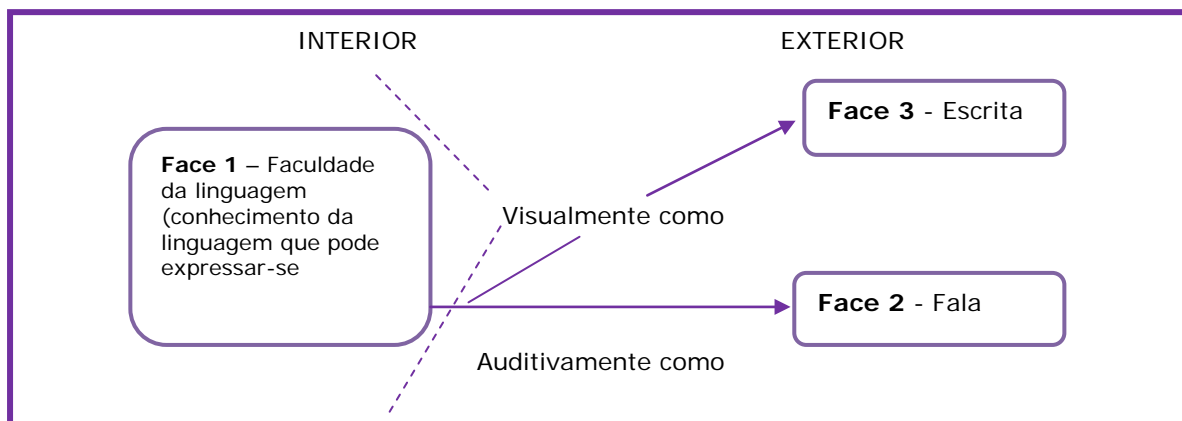 INTERIOR
EXTERIOR
Face 1 – Faculdade
da linguagem
(conhecimento da
linguagem que pode
expressar-se
Visualmente como
Face 3 - Escrita
Auditivamente como
Face 2 - Fala